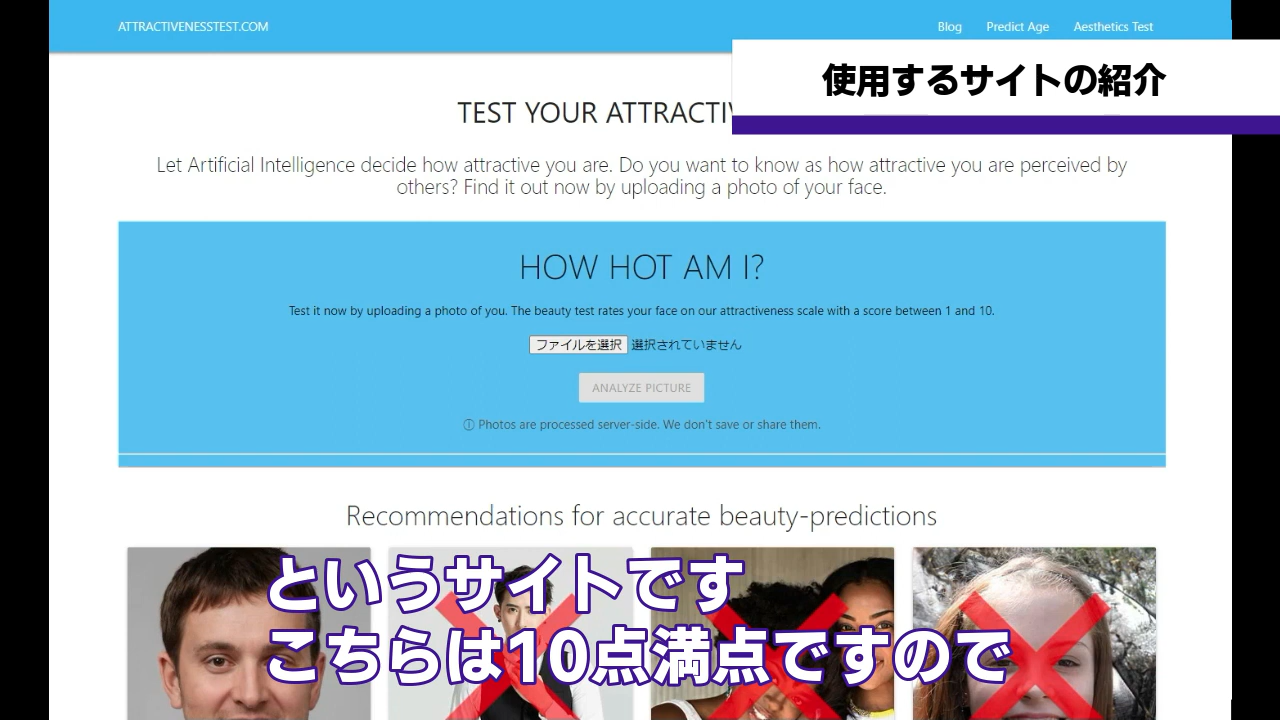 ATTRACTIVENESSTEST.COM
Blog Predict Age Aesthetics Test
使用するサイトの紹介
TEST YOUR
Let Artificial Intelligence decide how attractive you are. Do you want to know as how attractive you are perceived by
others? Find it out now by uploading a photo of your face.
HOW HOT AM I?
Test it now by uploading a photo of you. The beauty test rates your face on our attractiveness scale with a score between 1 and 10.
ファイルを選択 選択されていません
ANALYZE PICTURE
ⓘ Photos are processed server-side. We don't save or share them.
Recommendations for accurate beauty-predictions
というサイトです
こちらは10点満点ですので